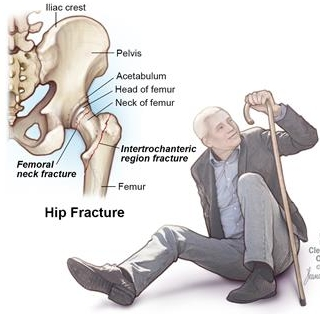 Iliac crest
Pelvis
Acetabulum
Head of femur
Neck of femur
Intertrochanteric
region fracture
Femoral
neck fracture
Femur
Hip Fracture